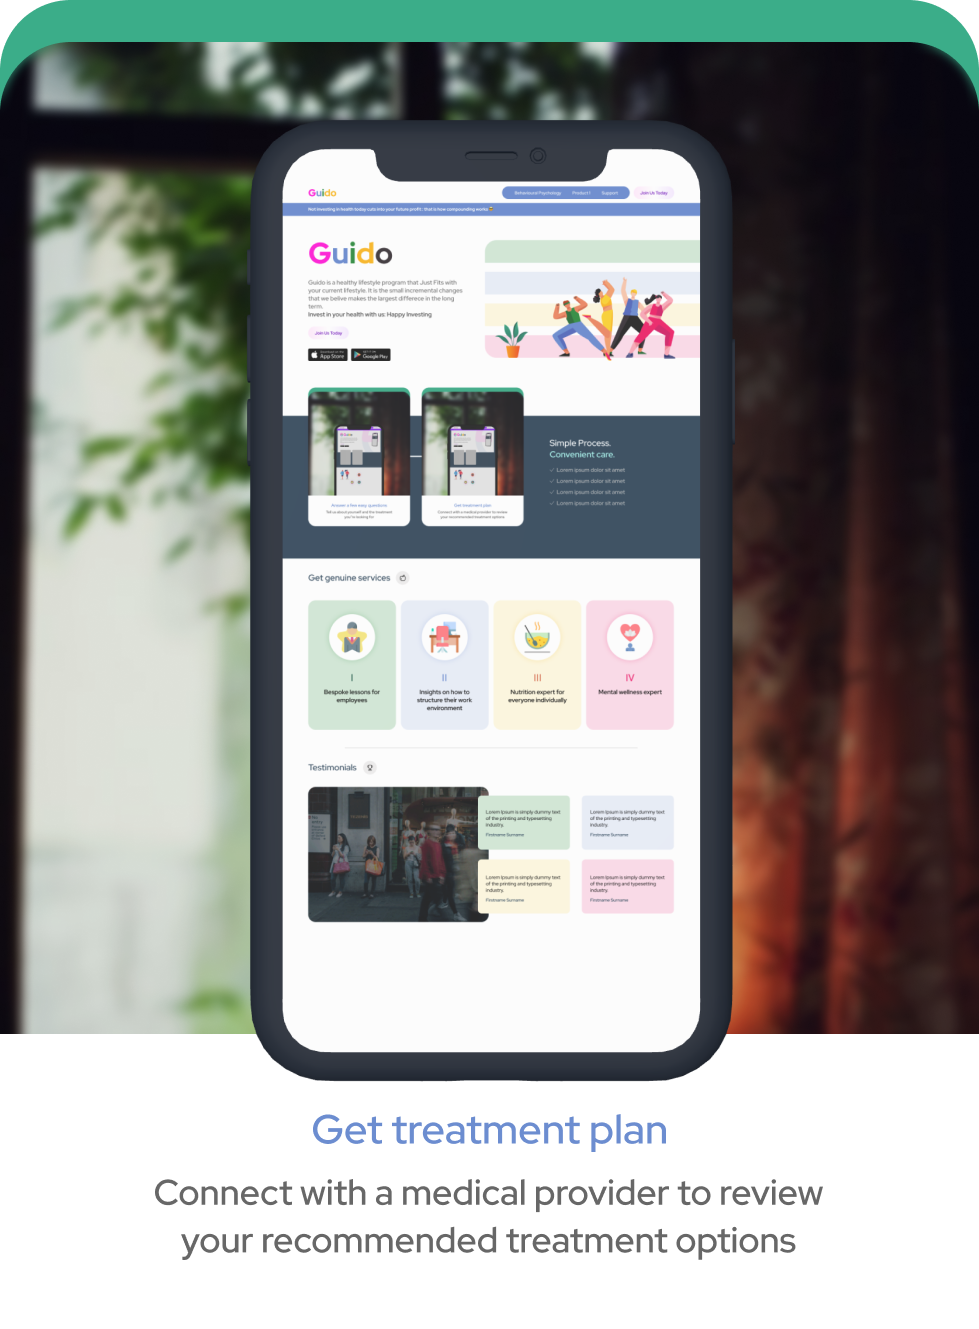 Guido
Behavioural Psychology Product I Support Join Us Today
Not investing in health today cuts into your future profit: that is how compounding works
Guido
Guido is a healthy lifestyle program that Just Fits with
your current lifestyle. It is the small incremental changes
that we belive makes the largest differece in the long
term.
Invest in your health with us: Happy Investing
Join Us Today
App Store
Google Play
Simple Process.
Convenient care.
Lorem ipsum dolor sit amet
Lorem ipsum dolor sit amet
Lorem ipsum dolor sit amet
Lorem ipsum dolor sit amet
Answer a few easy questions
Tell us about yourself and the treatment
you're looking for
Get treatment plan
Connect with a medical provider to review
your recommended treatment options
Get genuine services
I
Bespoke lessons for
employees
II
Insights on how to
structure their work
environment
III
Nutrition expert for
everyone individually
IV
Mental wellness expert
Testimonials
Lorem Ipsum is simply dummy text
of the printing and typesetting
industry.
Firstname Surname
Lorem Ipsum is simply dummy text
of the printing and typesetting
industry.
Firstname Surname
Lorem Ipsum is simply dummy text
of the printing and typesetting
industry.
Firstname Surname
Lorem Ipsum is simply dummy text
of the printing and typesetting
industry.
Firstname Surname
Get treatment plan
Connect with a medical provider to review
your recommended treatment options